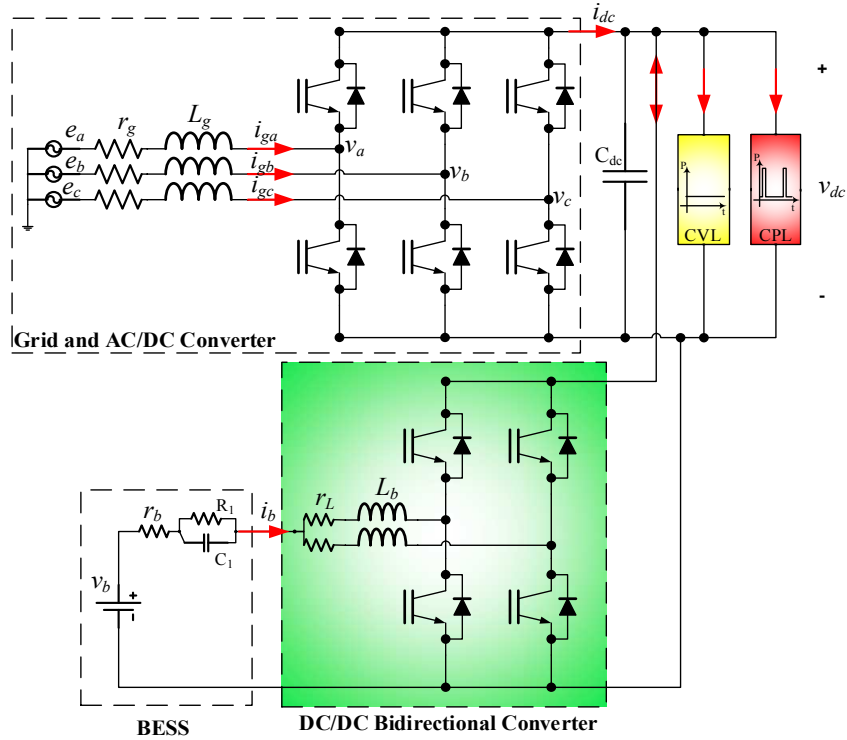 i_dc
+
e_a
r_g
L_g
i_ga
v_a
e_b
i_gb
v_b
e_c
i_gc
v_c
C_dc
P
t
CVL
P
t
CPL
v_dc
-
Grid and AC/DC Converter
r_b
R_1
C_1
i_b
r_L
L_b
v_b
+
-
BESS
DC/DC Bidirectional Converter